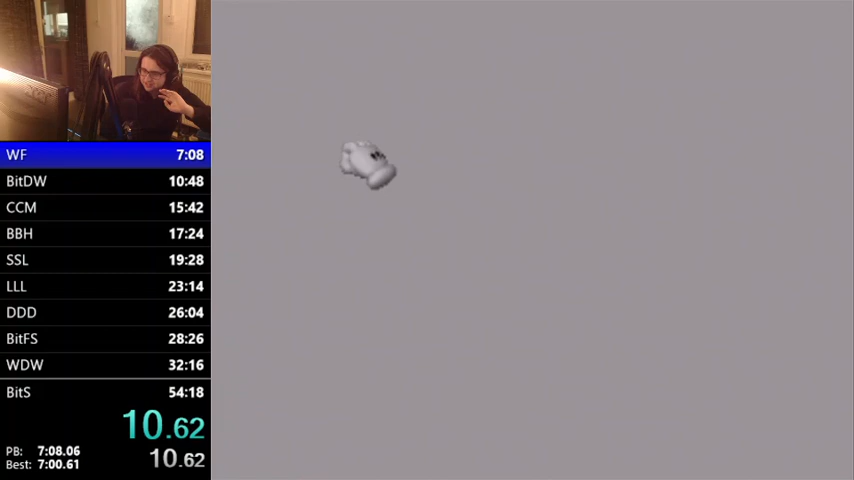 WF 7:08
BitDW 10:48
CCM 15:42
BBH 17:24
SSL 19:28
LLL 23:14
DDD 26:04
BitFS 28:26
WDW 32:16
BitS 54:18
10.62
PB: 7:08.06
Best: 7:00.61
10.62